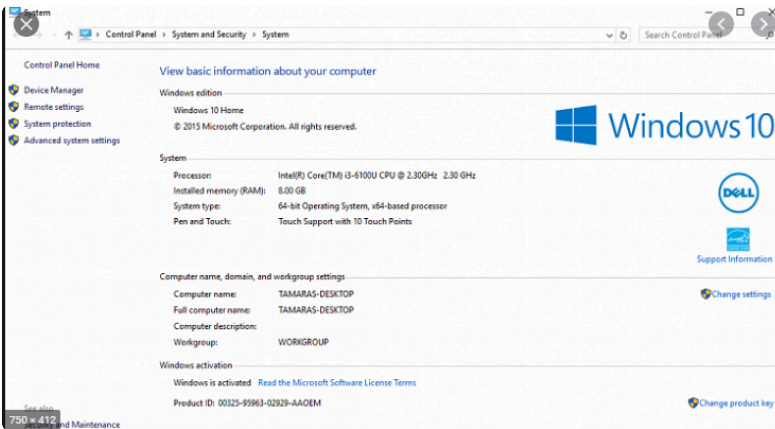 System
Control Panel > System and Security > System
Search Control Panel
Control Panel Home
Device Manager
Remote settings
System protection
Advanced system settings
View basic information about your computer
Windows edition
Windows 10 Home
© 2015 Microsoft Corporation. All rights reserved.
Windows 10
System
Processor: Intel(R) Core(TM) i3-6100U CPU @ 2.30GHz 2.30 GHz
Installed memory (RAM): 8.00 GB
System type: 64-bit Operating System, x64-based processor
Pen and Touch: Touch Support with 10 Touch Points
DELL
Support Information
Computer name, domain, and workgroup settings
Computer name: TAMARAS-DESKTOP
Change settings
Full computer name: TAMARAS-DESKTOP
Computer description:
Workgroup: WORKGROUP
Windows activation
Windows is activated Read the Microsoft Software License Terms
Product ID: 00325-95963-02929-AAOEM
Change product key
See also
750 × 412
Security and Maintenance